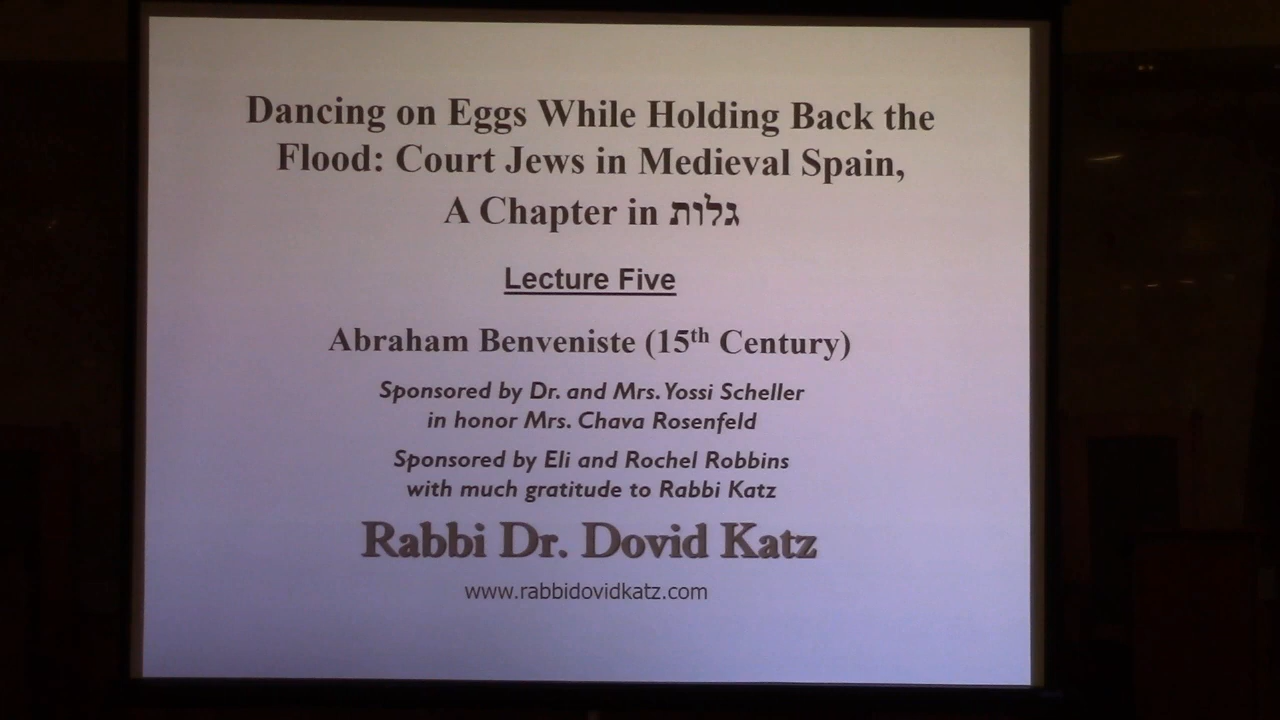 Dancing on Eggs While Holding Back the
Flood: Court Jews in Medieval Spain,
A Chapter in גלות
Lecture Five
Abraham Benveniste (15th Century)
Sponsored by Dr. and Mrs. Yossi Scheller
in honor Mrs. Chava Rosenfeld
Sponsored by Eli and Rochel Robbins
with much gratitude to Rabbi Katz
Rabbi Dr. Dovid Katz
www.rabbidovidkatz.com